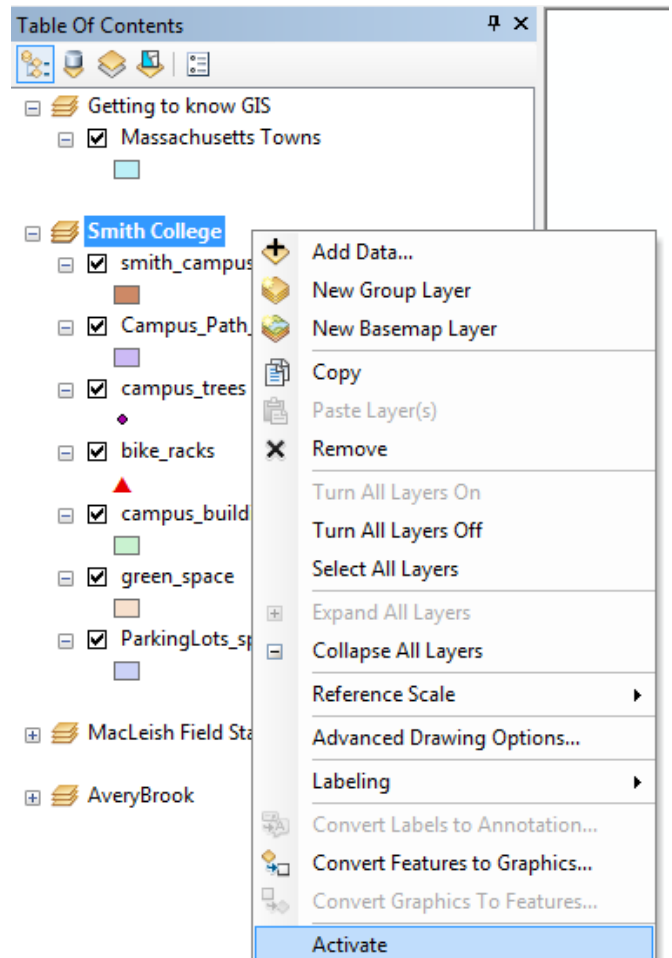 Table Of Contents
Getting to know GIS
Massachusetts Towns
Smith College
smith_campus
Campus_Path_
campus_trees
bike_racks
campus_build
green_space
ParkingLots_sp
MacLeish Field Sta
AveryBrook
Add Data...
New Group Layer
New Basemap Layer
Copy
Paste Layer(s)
Remove
Turn All Layers On
Turn All Layers Off
Select All Layers
Expand All Layers
Collapse All Layers
Reference Scale
Advanced Drawing Options...
Labeling
Convert Labels to Annotation...
Convert Features to Graphics...
Convert Graphics To Features...
Activate